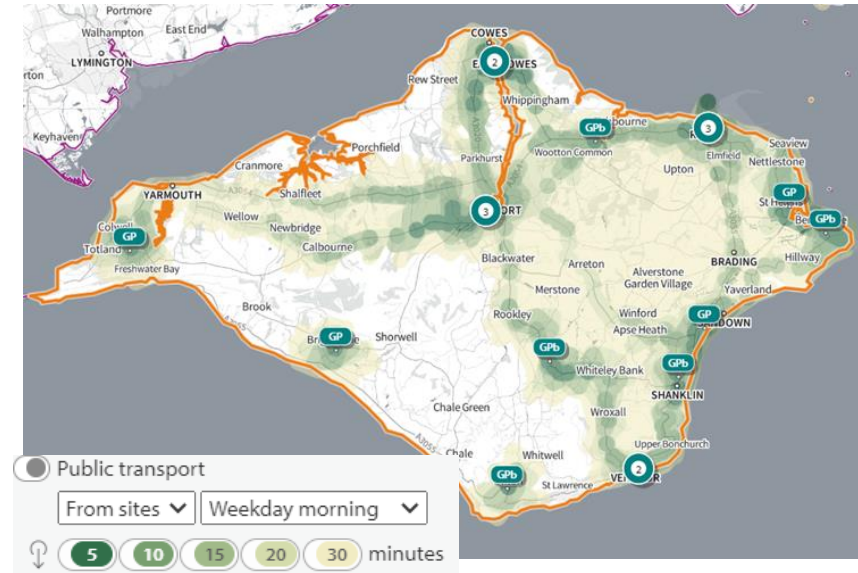 Portmore
Walhampton
East End
LYMINGTON
Keyhaven
COWES
2
Rew Street
Whippingham
GPb
3
Seaview
Nettlestone
Elmfield
Wootton Common
Parkhurst
Porchfield
Cranmore
Shalfleet
YARMOUTH
Upton
GP
GPb
3
Wellow
Newbridge
Calbourne
GP
Totland
Freshwater Bay
Blackwater
Hillway
BRADING
Arreton
Alverstone
Garden Village
Yaverland
Merstone
Brook
Rookley
Winford
Apse Heath
GP
GP
Shorwell
GPb
Whiteley Bank
GPb
SHANKLIN
A3055
Chale Green
Wroxall
Upper Bonchurch
A3055
Chale
Whitwell
GPb
St Lawrence
2
Public transport
From sites
Weekday morning
5 10 15 20 30 minutes